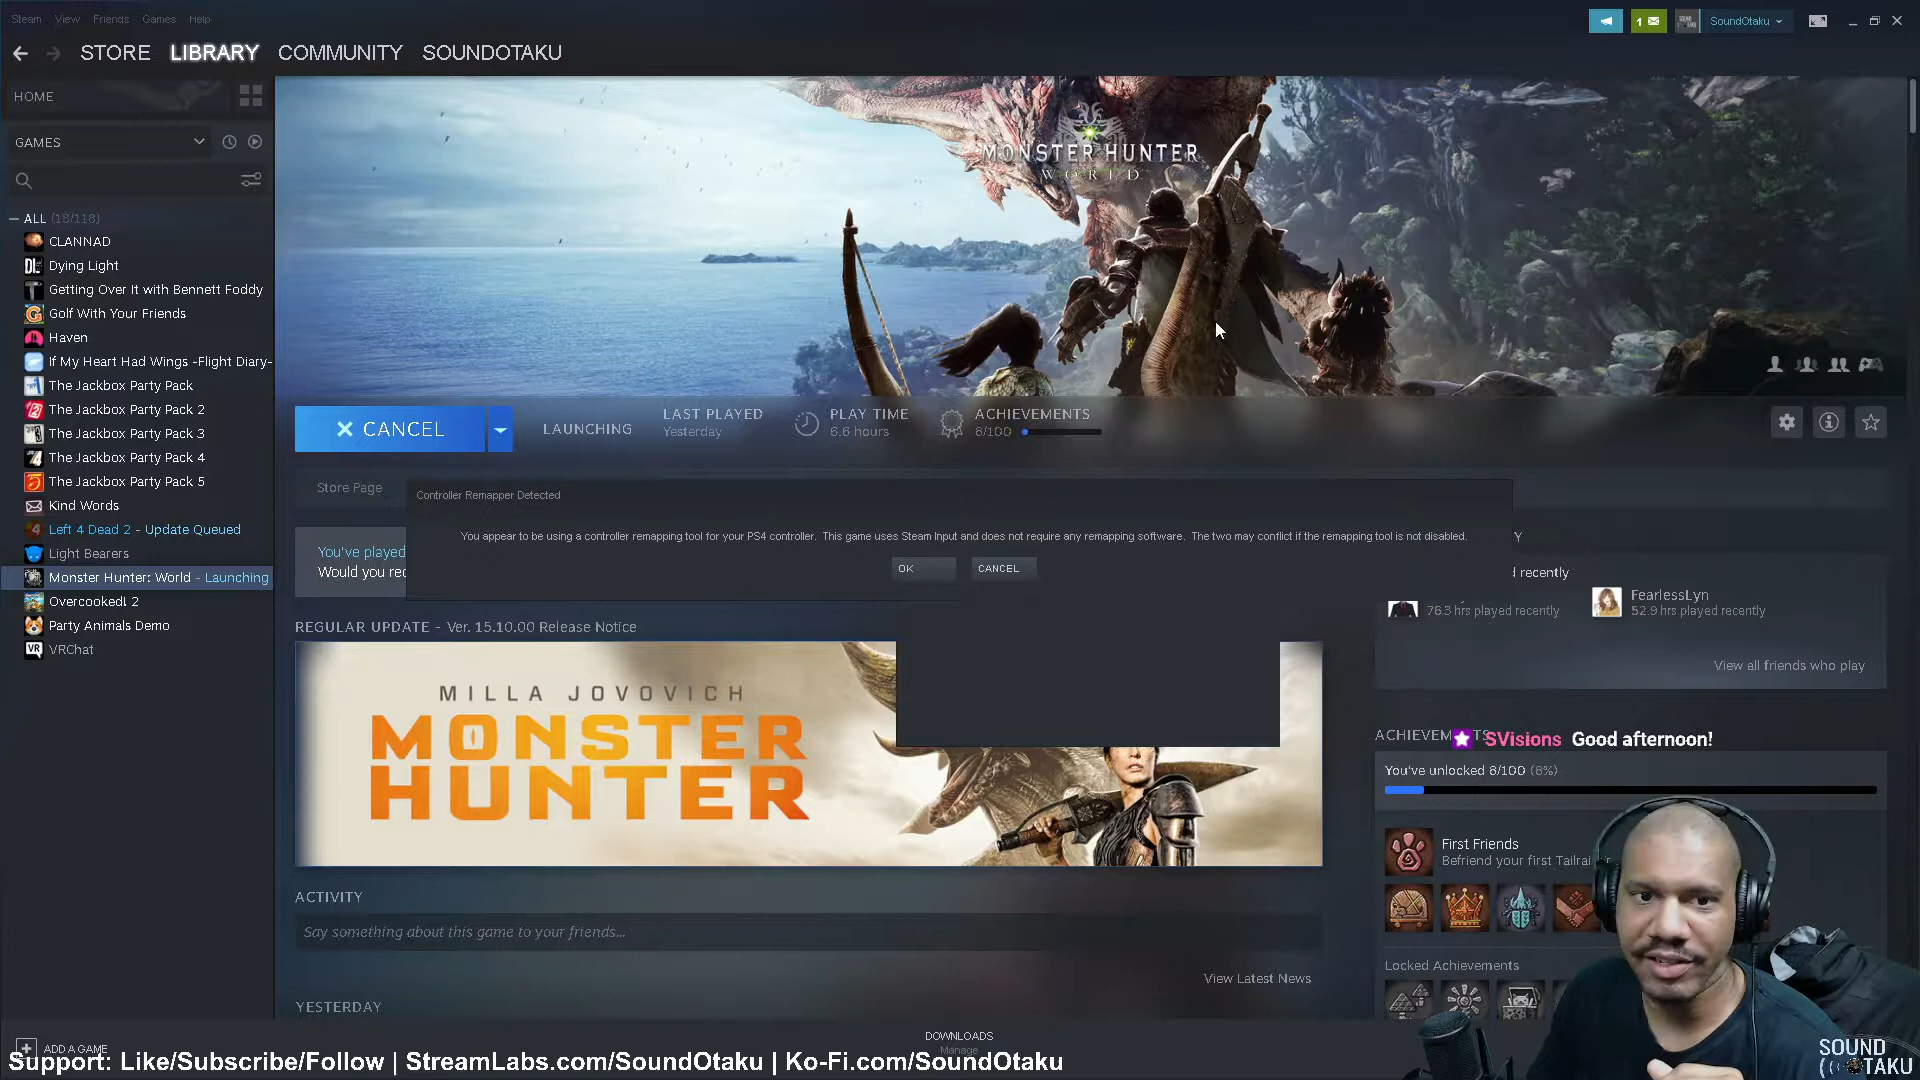 Steam View Friends Games Help
1
SoundOtaku
STORE LIBRARY COMMUNITY SOUNDOTAKU
HOME
GAMES
ALL (18/118)
CLANNAD
Dying Light
Getting Over It with Bennett Foddy
Golf With Your Friends
Haven
If My Heart Had Wings -Flight Diary-
The Jackbox Party Pack
The Jackbox Party Pack 2
The Jackbox Party Pack 3
The Jackbox Party Pack 4
The Jackbox Party Pack 5
Kind Words
Left 4 Dead 2 - Update Queued
Light Bearers
Monster Hunter: World - Launching
Overcooked! 2
Party Animals Demo
VRChat
ADD A GAME
MONSTER HUNTER
WORLD
CANCEL
LAUNCHING
LAST PLAYED
Yesterday
PLAY TIME
6.6 hours
ACHIEVEMENTS
8/100
Store Page
Controller Remapper Detected
You appear to be using a controller remapping tool for your PS4 controller. This game uses Steam Input and does not require any remapping software. The two may conflict if the remapping tool is not disabled.
OK
CANCEL
You've played
Would you rec
Y
recently
76.3 hrs played recently
FearlessLyn
52.9 hrs played recently
View all friends who play
REGULAR UPDATE - Ver. 15.10.00 Release Notice
MILLA JOVOVICH
MONSTER
HUNTER
ACHIEVEMENTS
SVisions Good afternoon!
You've unlocked 8/100 (8%)
First Friends
Befriend your first Tailrai
Locked Achievements
ACTIVITY
Say something about this game to your friends...
View Latest News
YESTERDAY
DOWNLOADS
Manage
Support: Like/Subscribe/Follow | StreamLabs.com/SoundOtaku | Ko-Fi.com/SoundOtaku
SOUND
OTAKU